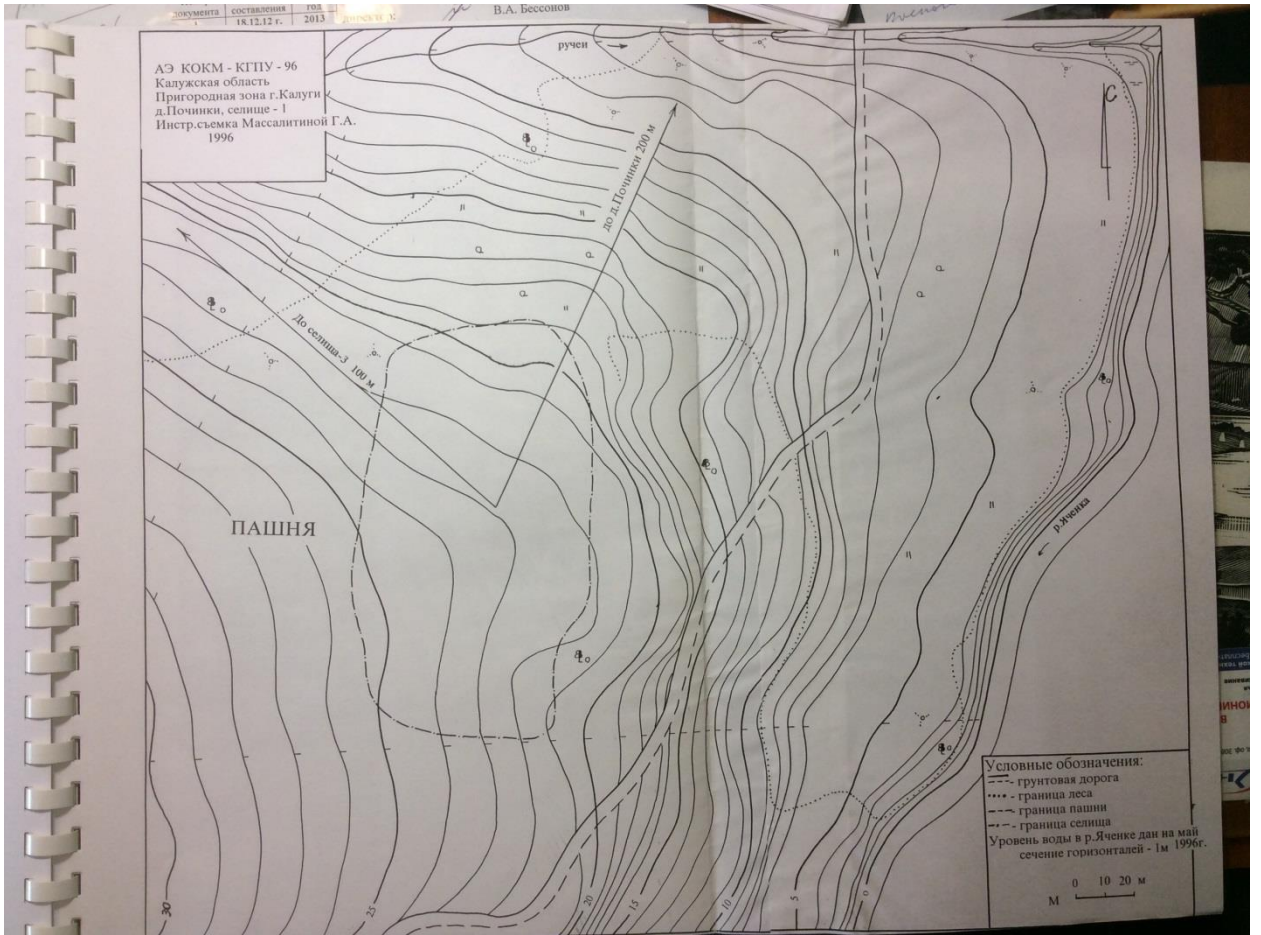 документа
составления
год
18.12.12 г.
2013
В.А. Бессонов
АЭ КОКМ - КГПУ - 96
Калужская область
Пригородная зона г.Калуги
д.Починки, селище - 1
Инстр.съемка Массалитиной Г.А.
1996
ручей
С
до д.Починки 200 м
До селища-3 100 м
ПАШНЯ
р.Яченка
Условные обозначения:
- грунтовая дорога
- граница леса
- граница пашни
- граница селища
Уровень воды в р.Яченке дан на май
сечение горизонталей - 1м 1996г.
0 10 20 м
М
30
25
20
15
10
5
0